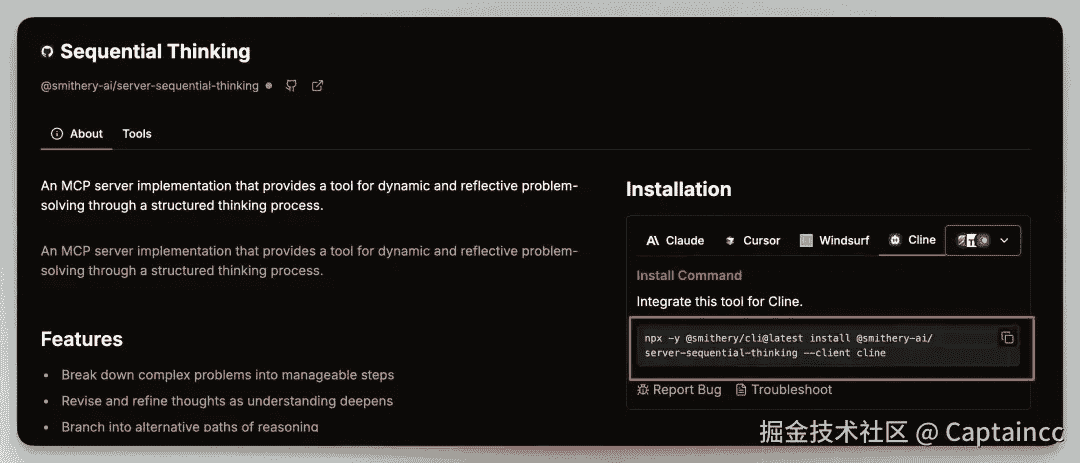 Sequential Thinking
@smithery-ai/server-sequential-thinking
About Tools
An MCP server implementation that provides a tool for dynamic and reflective problem-
solving through a structured thinking process.
An MCP server implementation that provides a tool for dynamic and reflective problem-
solving through a structured thinking process.
Features
Break down complex problems into manageable steps
Revise and refine thoughts as understanding deepens
Branch into alternative paths of reasoning
Installation
Claude Cursor Windsurf Cline
Install Command
Integrate this tool for Cline.
npx -y @smithery/cli@latest install @smithery-ai/
server-sequential-thinking --client cline
Report Bug Troubleshoot
掘金技术社区 @ Captaincc